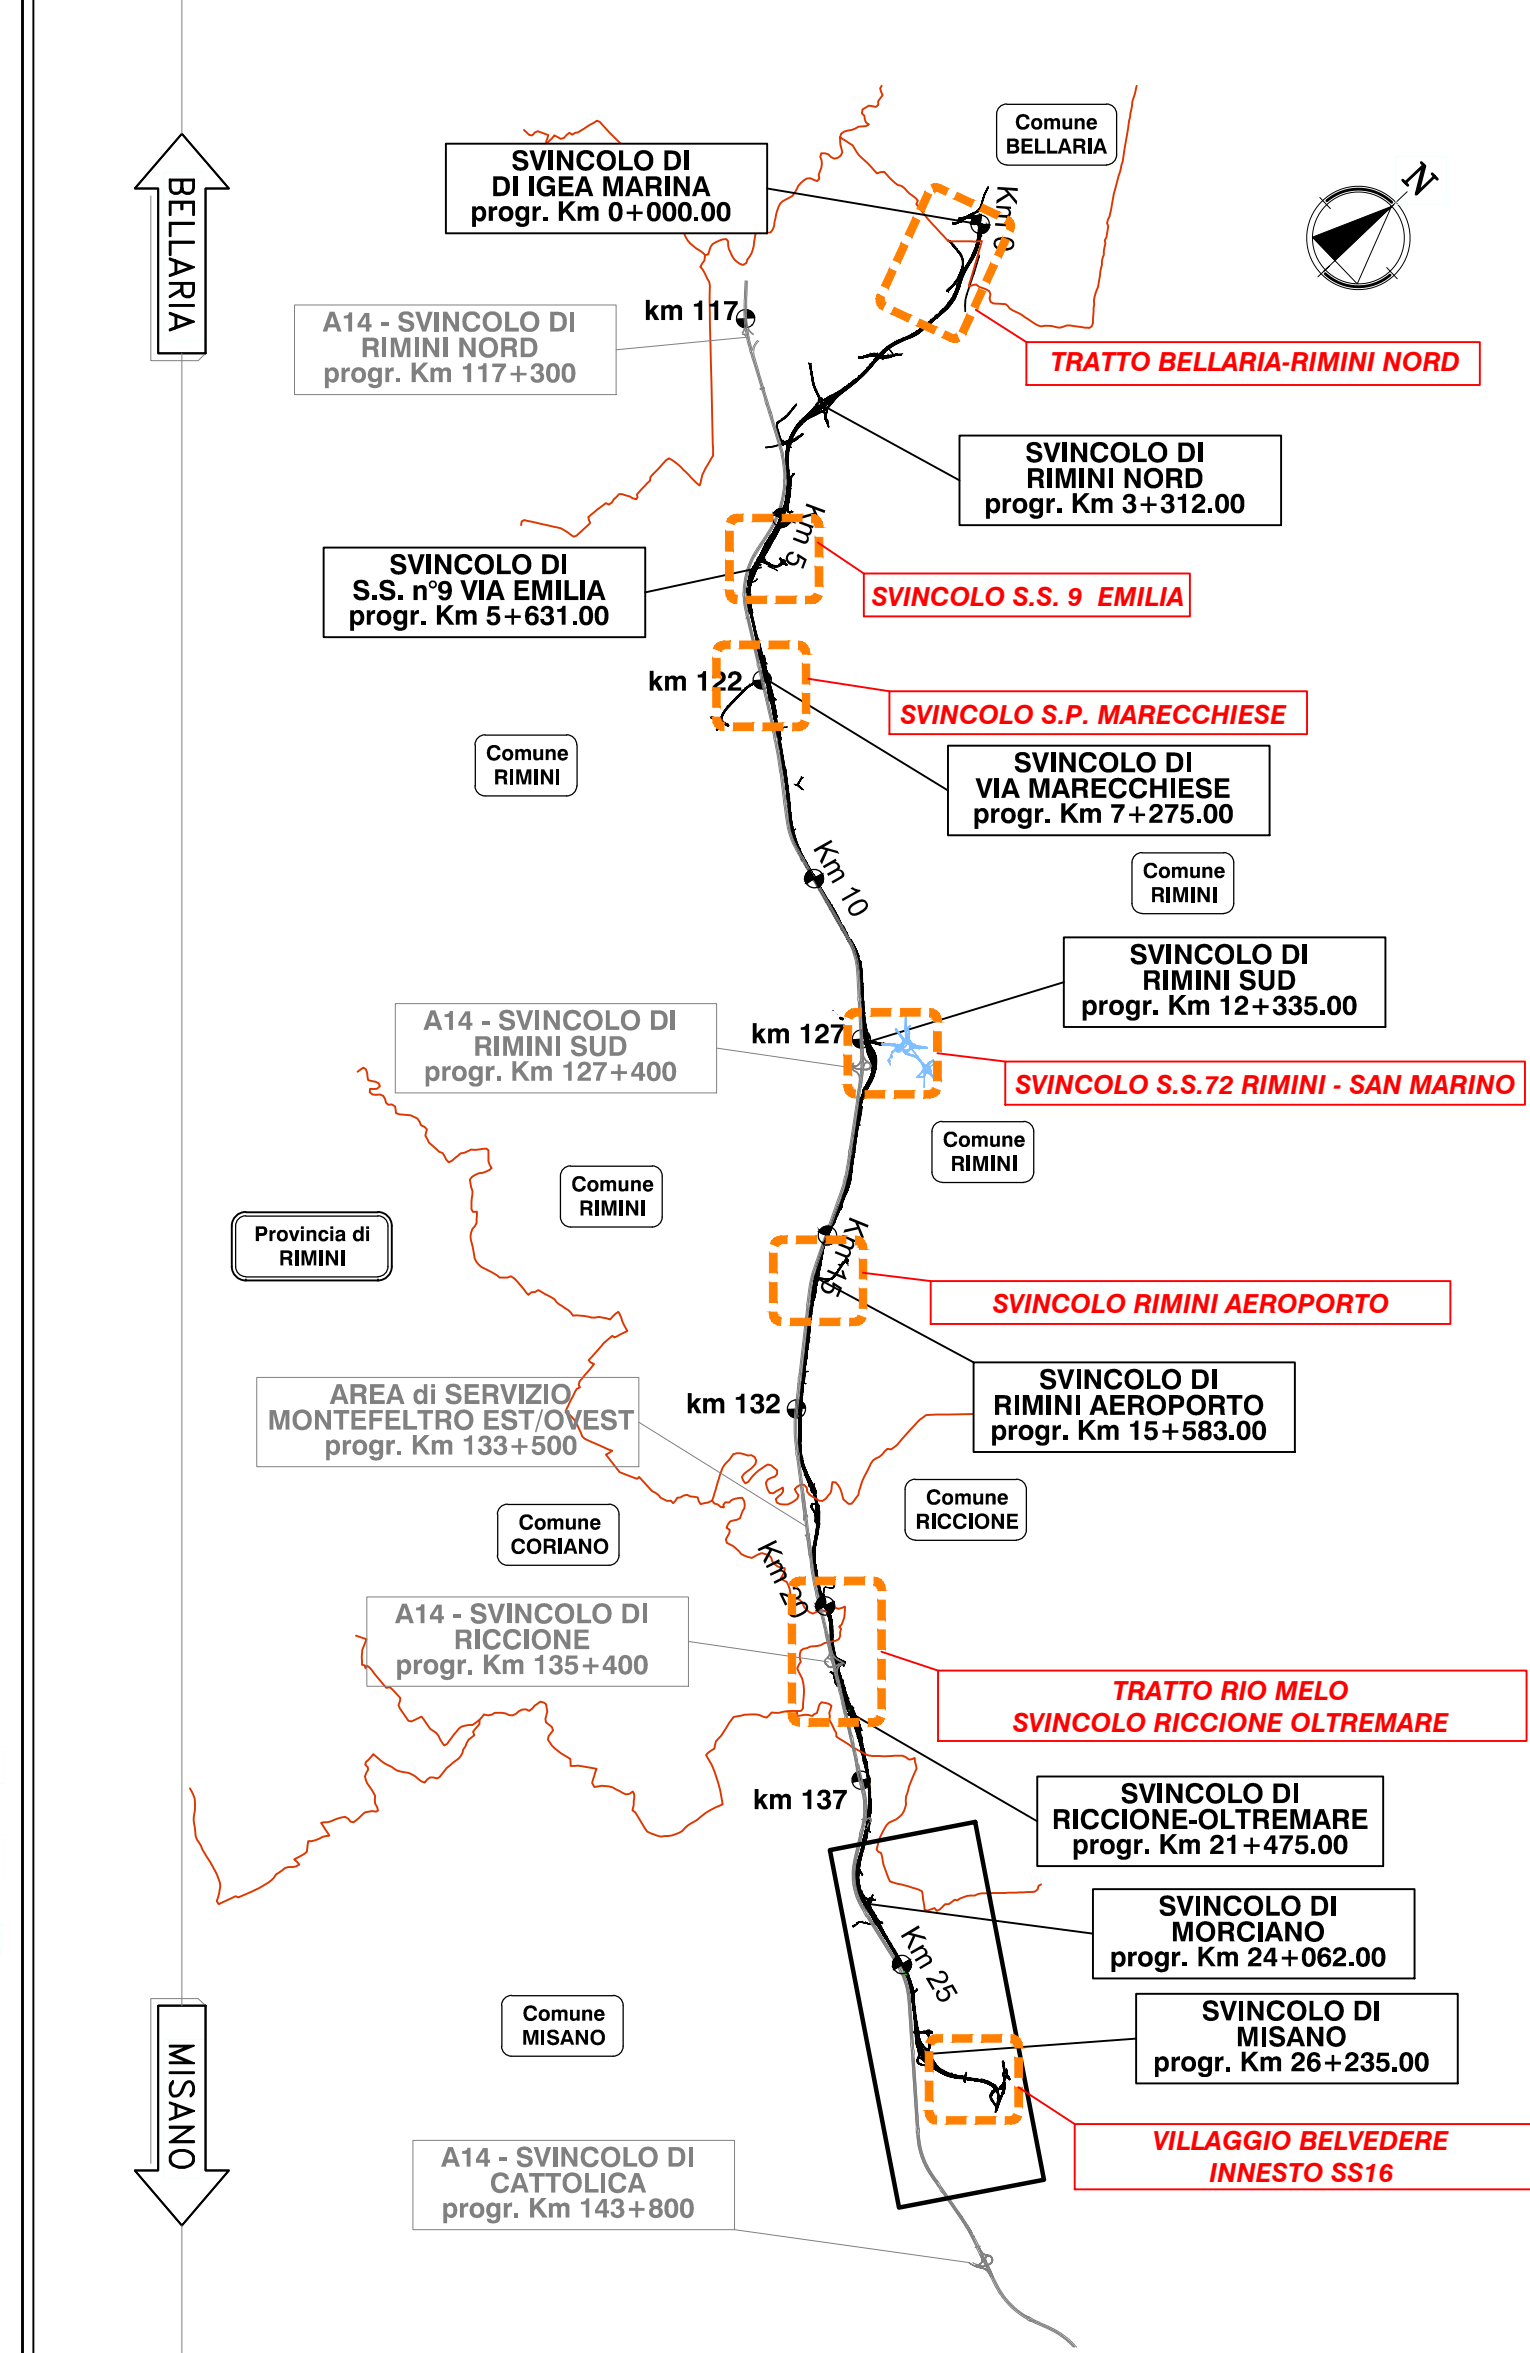 Comune
BELLARIA
BELLARIA
SVINCOLO DI
DI IGEA MARINA
progr. Km 0+000.00
Km 0
N
A14 - SVINCOLO DI
RIMINI NORD
progr. Km 117+300
km 117
TRATTO BELLARIA-RIMINI NORD
SVINCOLO DI
RIMINI NORD
progr. Km 3+312.00
Km 5
SVINCOLO DI
S.S. n°9 VIA EMILIA
progr. Km 5+631.00
SVINCOLO S.S. 9 EMILIA
km 122
SVINCOLO S.P. MARECCHIESE
Comune
RIMINI
SVINCOLO DI
VIA MARECCHIESE
progr. Km 7+275.00
Km 10
Comune
RIMINI
SVINCOLO DI
RIMINI SUD
progr. Km 12+335.00
A14 - SVINCOLO DI
RIMINI SUD
progr. Km 127+400
km 127
SVINCOLO S.S.72 RIMINI - SAN MARINO
Comune
RIMINI
Comune
RIMINI
Provincia di
RIMINI
Km 15
SVINCOLO RIMINI AEROPORTO
AREA di SERVIZIO
MONTEFELTRO EST/OVEST
progr. Km 133+500
km 132
SVINCOLO DI
RIMINI AEROPORTO
progr. Km 15+583.00
Comune
RICCIONE
Comune
CORIANO
Km 20
A14 - SVINCOLO DI
RICCIONE
progr. Km 135+400
TRATTO RIO MELO
SVINCOLO RICCIONE OLTREMARE
km 137
SVINCOLO DI
RICCIONE-OLTREMARE
progr. Km 21+475.00
SVINCOLO DI
MORCIANO
progr. Km 24+062.00
Km 25
Comune
MISANO
SVINCOLO DI
MISANO
progr. Km 26+235.00
MISANO
VILLAGGIO BELVEDERE
INNESTO SS16
A14 - SVINCOLO DI
CATTOLICA
progr. Km 143+800